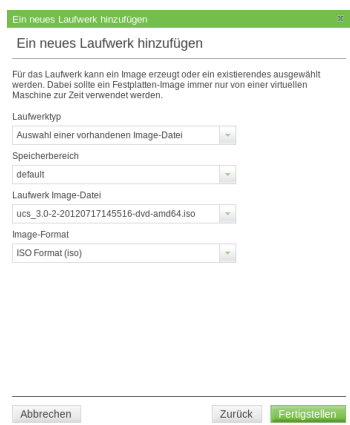 Ein neues Laufwerk hinzufügen
Ein neues Laufwerk hinzufügen
Für das Laufwerk kann ein Image erzeugt oder ein existierendes ausgewählt
werden. Dabei sollte ein Festplatten-Image immer nur von einer virtuellen
Maschine zur Zeit verwendet werden.
Laufwerktyp
Auswahl einer vorhandenen Image-Datei
Speicherbereich
default
Laufwerk Image-Datei
ucs_3.0-2-20120717145516-dvd-amd64.iso
Image-Format
ISO Format (iso)
Abbrechen Zurück Fertigstellen